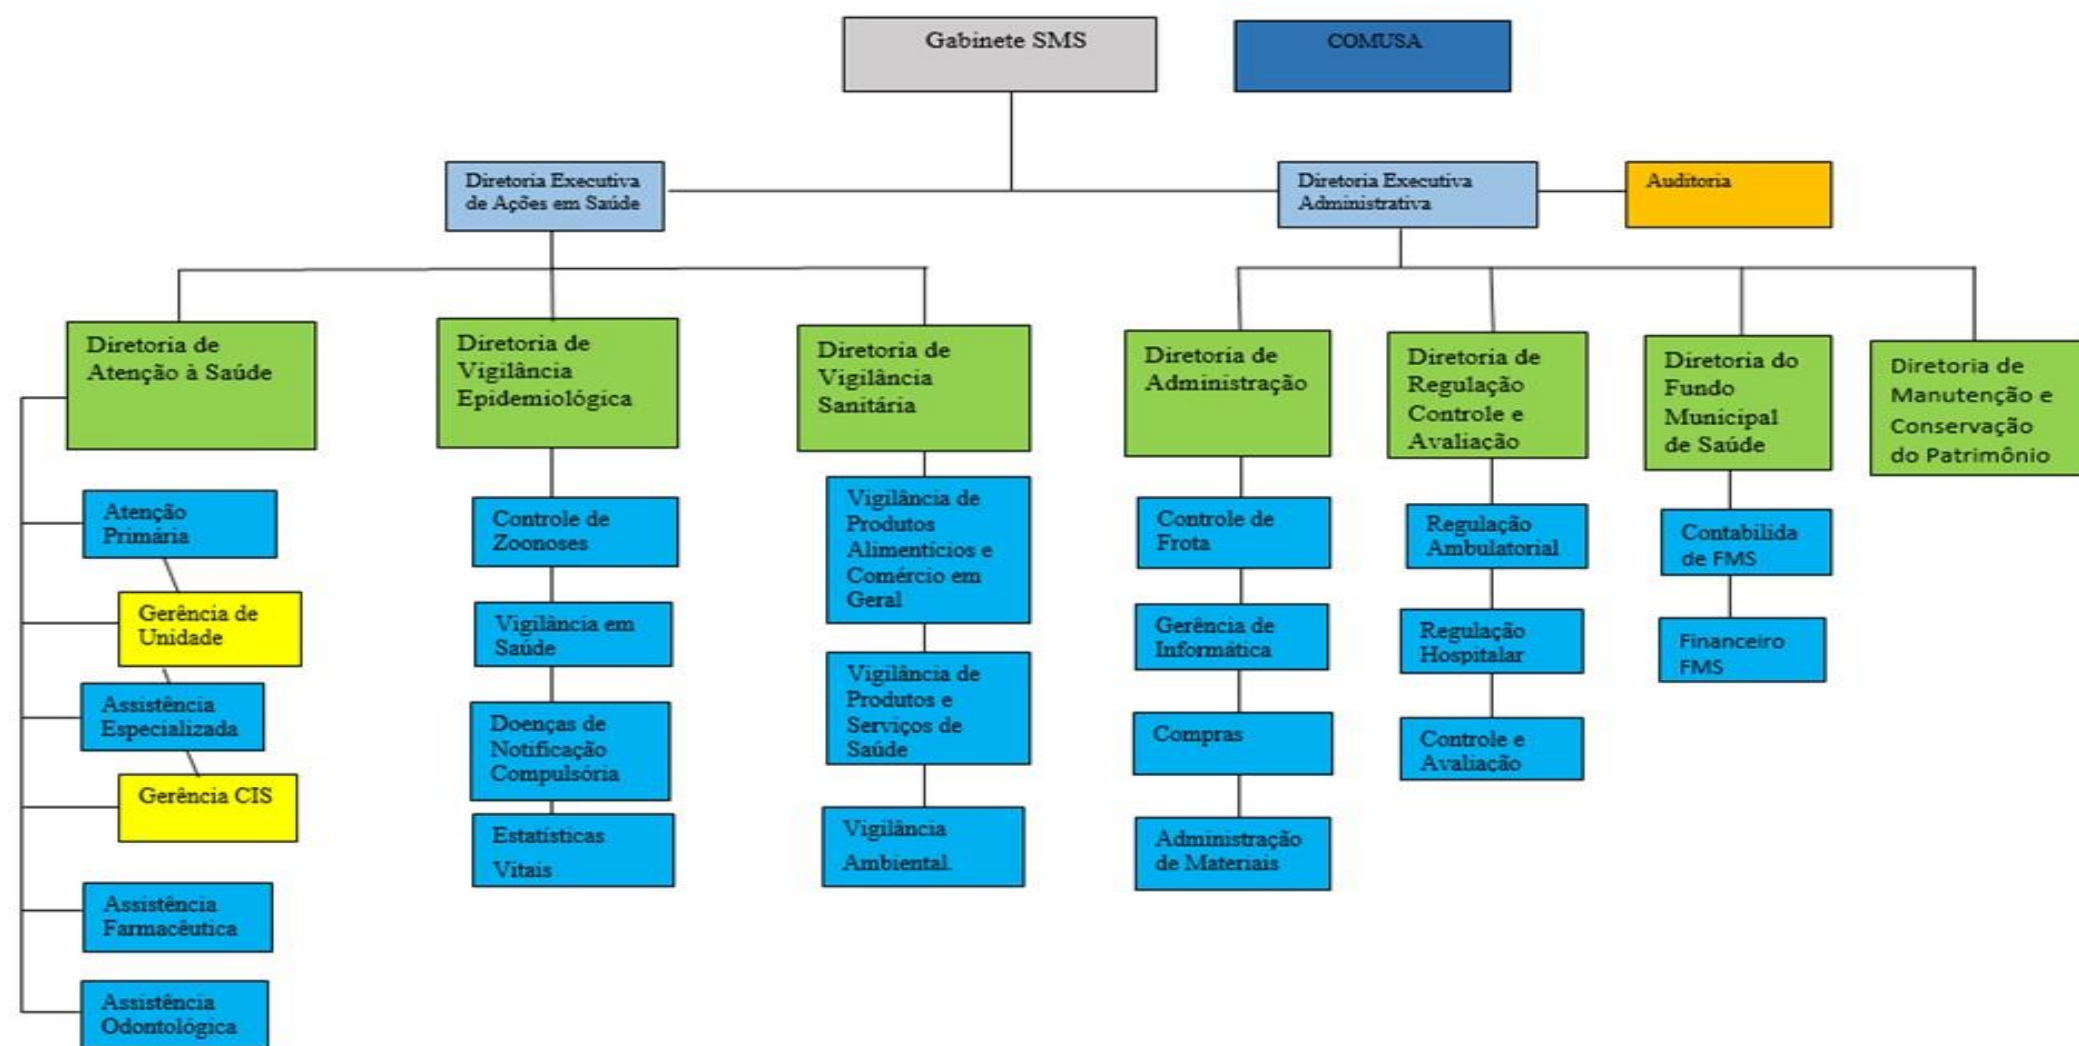 Gabinete SMS
COMUSA
Diretoria Executiva
de Ações em Saúde
Diretoria Executiva
Administrativa
Auditoria
Diretoria de
Atenção à Saúde
Diretoria de
Vigilância
Epidemiológica
Diretoria de
Vigilância
Sanitária
Diretoria de
Administração
Diretoria de
Regulação
Controle e
Avaliação
Diretoria do
Fundo
Municipal
de Saúde
Diretoria de
Manutenção e
Conservação
do Patrimônio
Atenção
Primária
Gerência de
Unidade
Assistência
Especializada
Gerência CIS
Assistência
Farmacêutica
Assistência
Odontológica
Controle de
Zoonoses
Vigilância em
Saúde
Doenças de
Notificação
Compulsória
Estatísticas
Vitais
Vigilância de
Produtos
Alimentícios e
Comércio em
Geral
Vigilância de
Produtos e
Serviços de
Saúde
Vigilância
Ambiental.
Controle de
Frota
Gerência de
Informática
Compras
Administração
de Materiais
Regulação
Ambulatorial
Regulação
Hospitalar
Controle e
Avaliação
Contabilida
de FMS
Financeiro
FMS